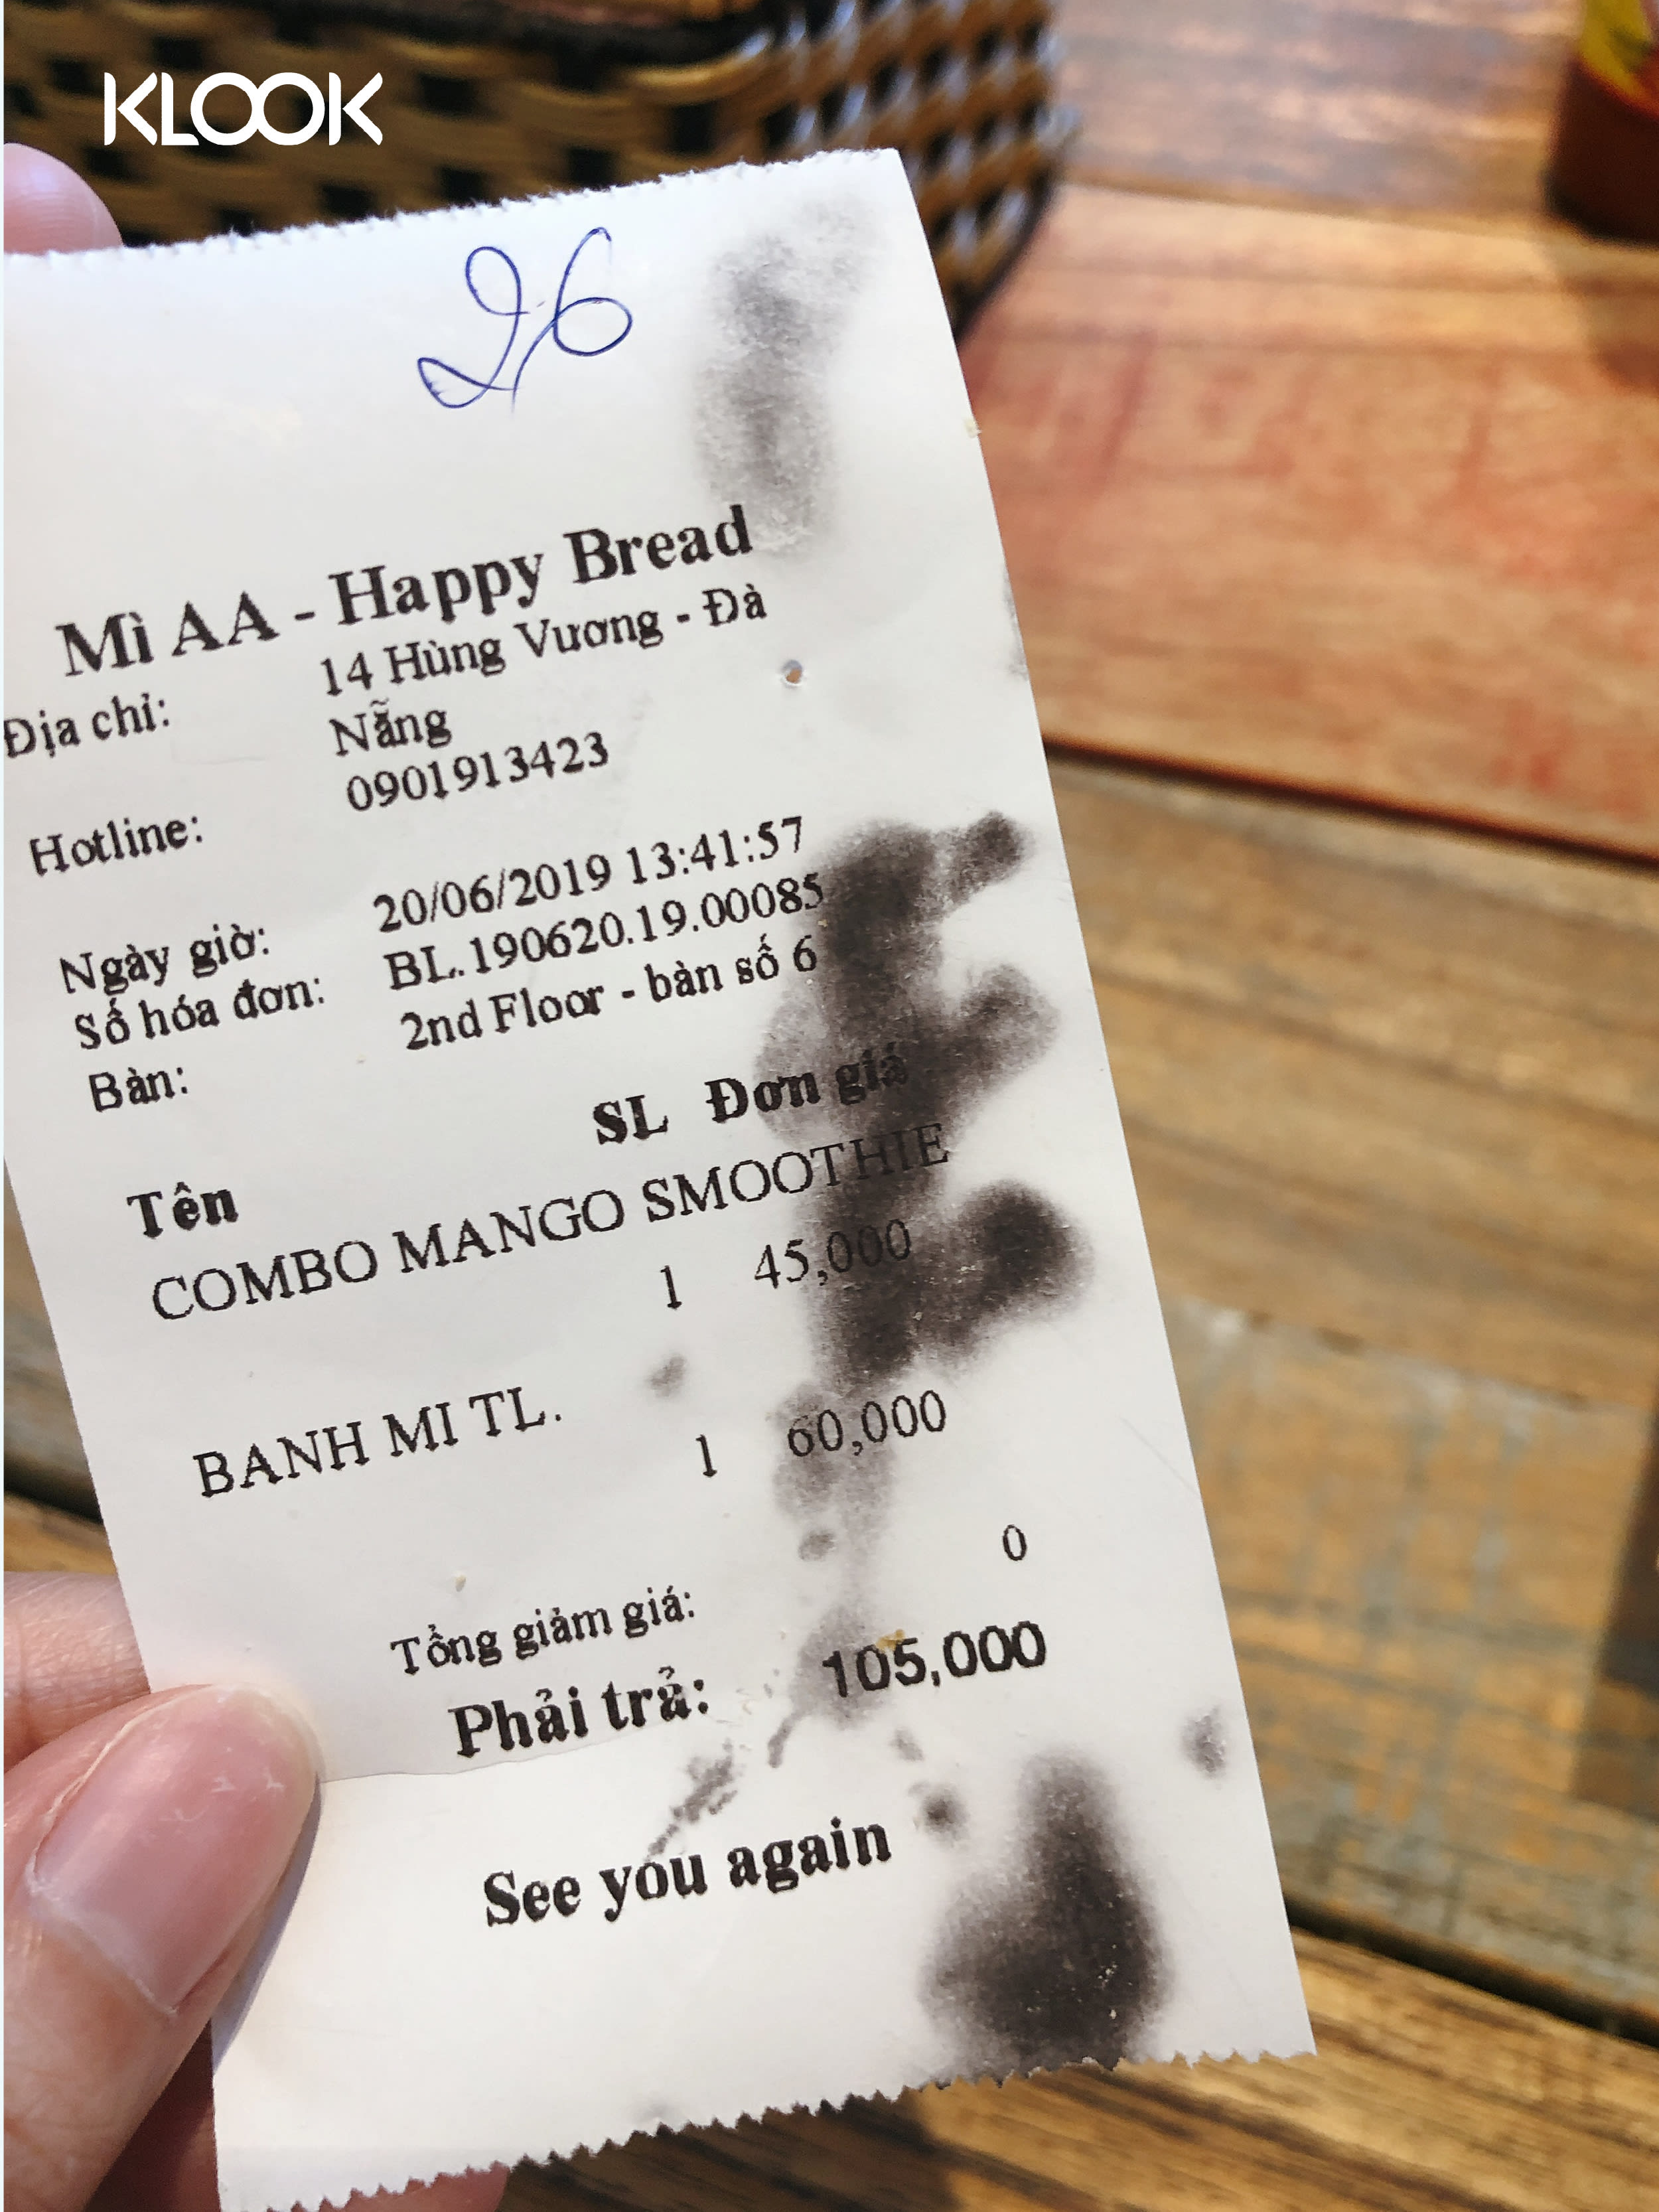 KLOOK
26
Mì AA - Happy Bread
Địa chỉ: 14 Hùng Vương - Đà
Nẵng
Hotline: 0901913423
Ngày giờ: 20/06/2019 13:41:57
Số hóa đơn: BL.190620.19.00085
Bàn: 2nd Floor - bàn số 6
Tên SL Đơn giá
COMBO MANGO SMOOTHIE
1 45,000
BANH MI TL.
1 60,000
Tổng giảm giá: 0
Phải trả: 105,000
See you again